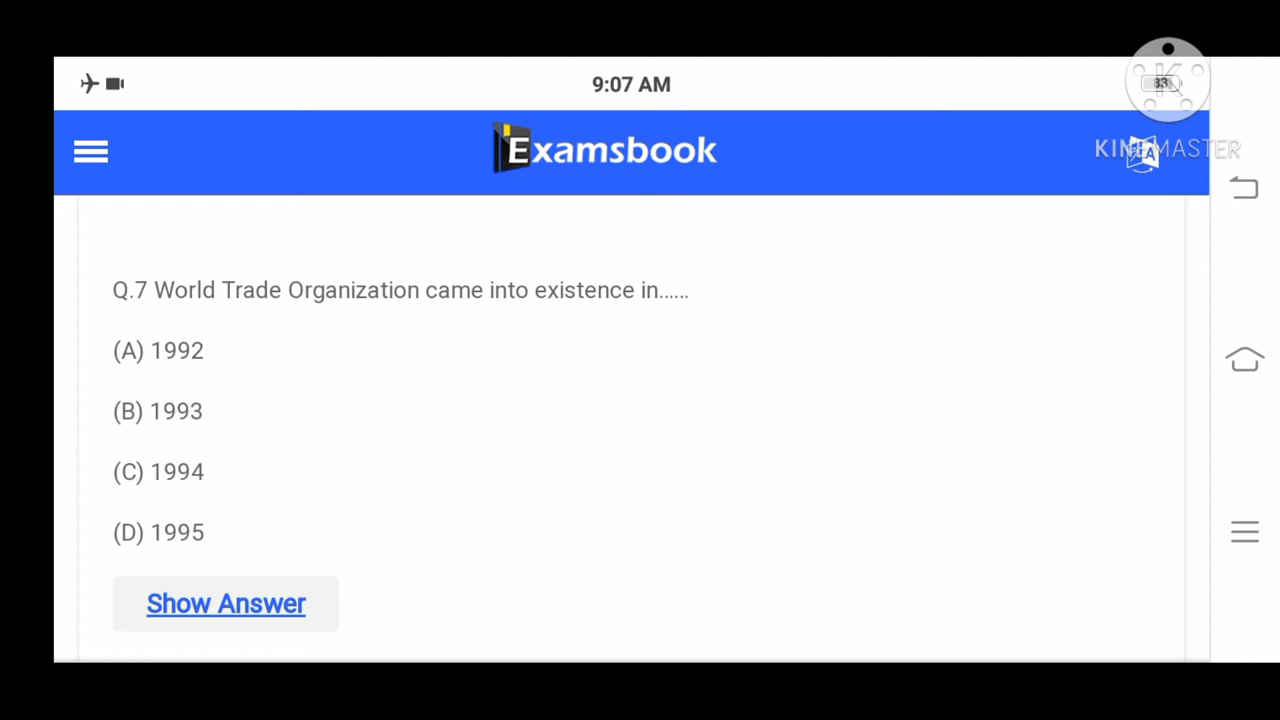 9:07 AM
33
Examsbook
KINEMASTER
Q.7 World Trade Organization came into existence in......
(A) 1992
(B) 1993
(C) 1994
(D) 1995
Show Answer